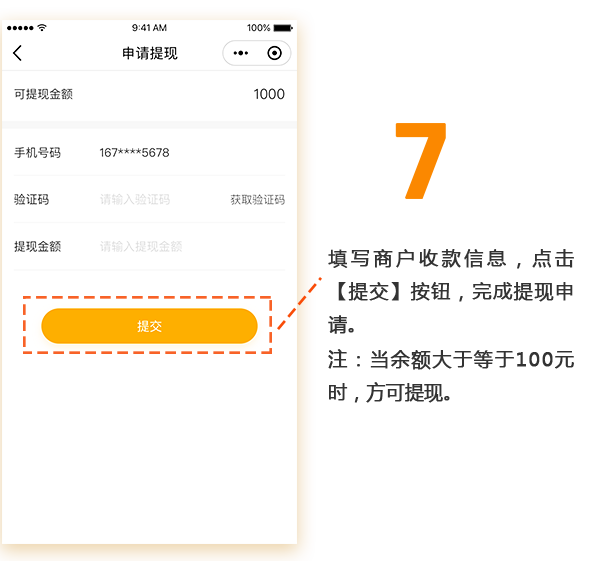 9:41 AM
100%
申请提现
可提现金额
1000
手机号码
167****5678
验证码
请输入验证码
获取验证码
提现金额
请输入提现金额
提交
7
填写商户收款信息，点击
【提交】按钮，完成提现申
请。
注：当余额大于等于100元
时，方可提现。